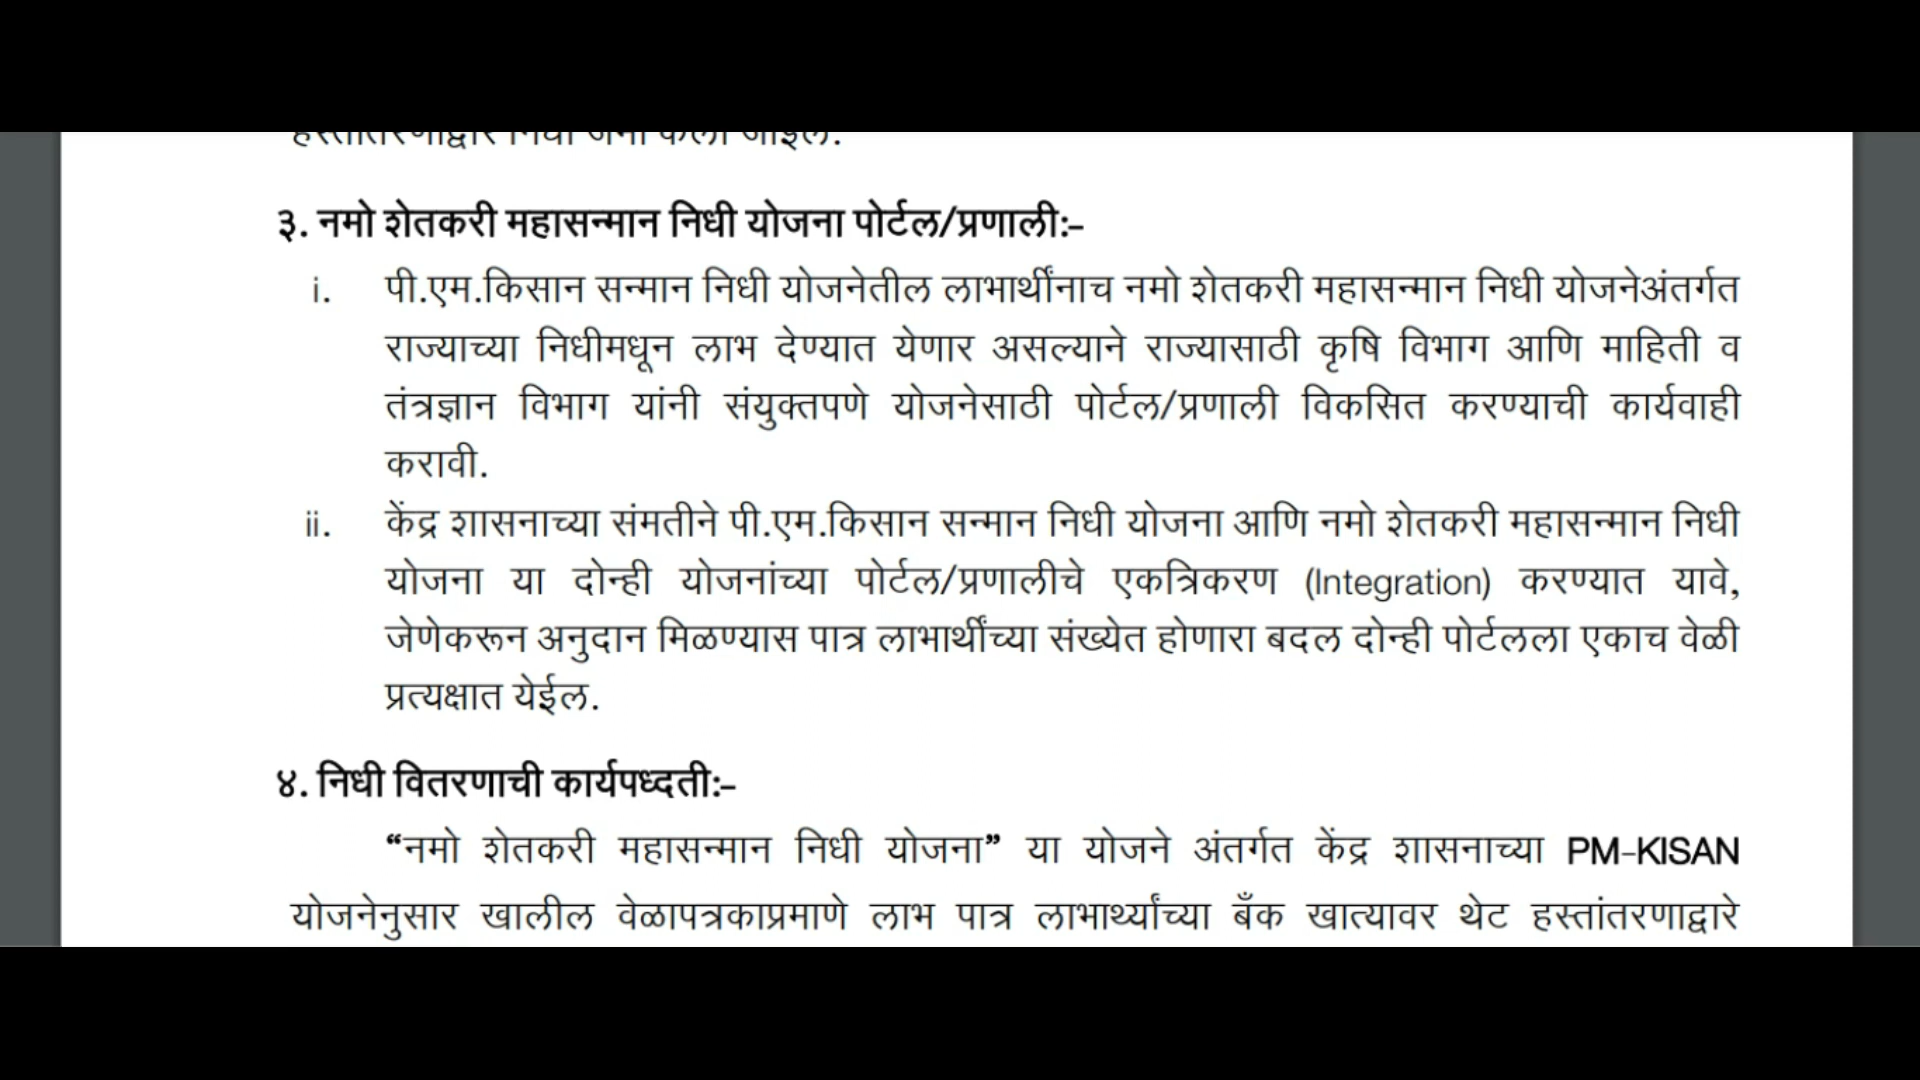 हस्तांतरणाद्वारे निधी जमा केला जाईल.
३. नमो शेतकरी महासन्मान निधी योजना पोर्टल/प्रणाली:-
i. पी.एम.किसान सन्मान निधी योजनेतील लाभार्थींनाच नमो शेतकरी महासन्मान निधी योजनेअंतर्गत
राज्याच्या निधीमधून लाभ देण्यात येणार असल्याने राज्यासाठी कृषि विभाग आणि माहिती व
तंत्रज्ञान विभाग यांनी संयुक्तपणे योजनेसाठी पोर्टल/प्रणाली विकसित करण्याची कार्यवाही
करावी.
ii. केंद्र शासनाच्या संमतीने पी.एम.किसान सन्मान निधी योजना आणि नमो शेतकरी महासन्मान निधी
योजना या दोन्ही योजनांच्या पोर्टल/प्रणालीचे एकत्रिकरण (Integration) करण्यात यावे,
जेणेकरून अनुदान मिळण्यास पात्र लाभार्थींच्या संख्येत होणारा बदल दोन्ही पोर्टलला एकाच वेळी
प्रत्यक्षात येईल.
४. निधी वितरणाची कार्यपध्दती:-
“नमो शेतकरी महासन्मान निधी योजना” या योजने अंतर्गत केंद्र शासनाच्या PM-KISAN
योजनेनुसार खालील वेळापत्रकाप्रमाणे लाभ पात्र लाभार्थ्यांच्या बँक खात्यावर थेट हस्तांतरणाद्वारे